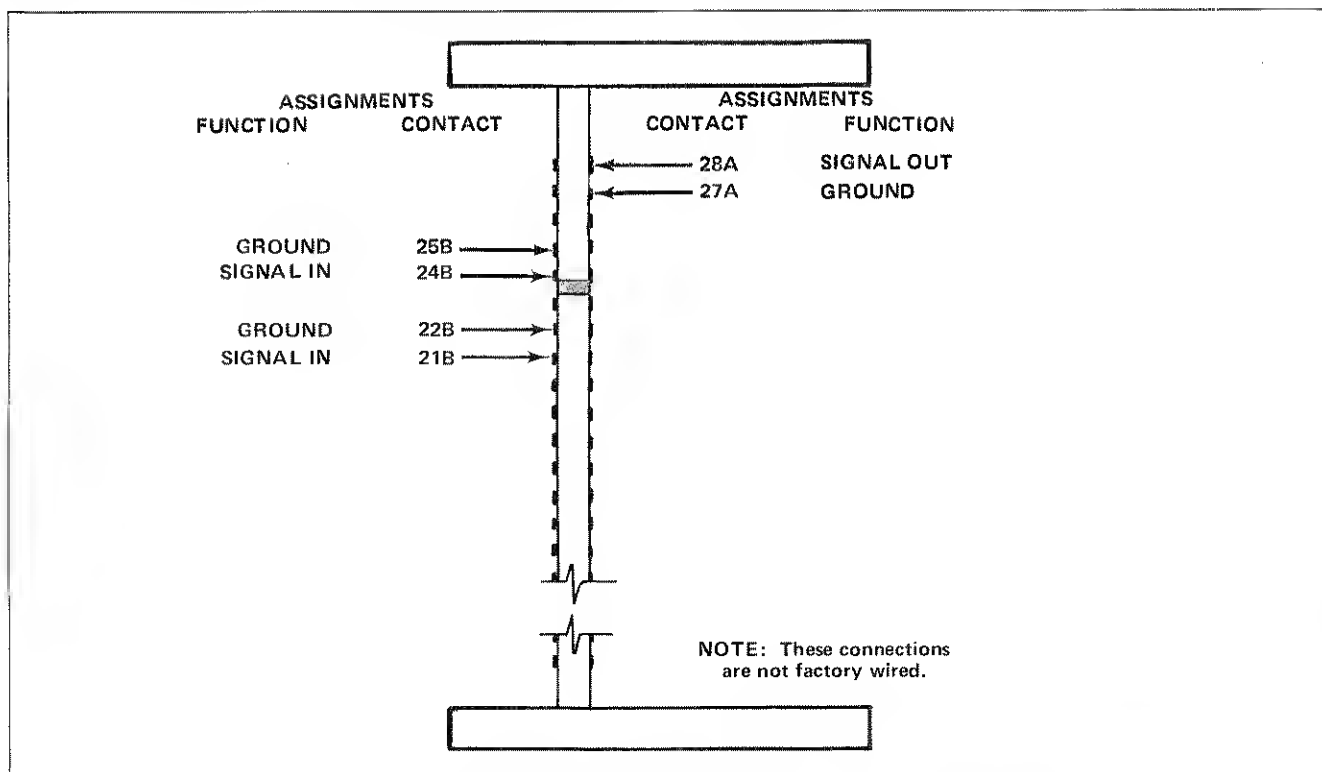 ASSIGNMENTS ASSIGNMENTS
FUNCTION CONTACT CONTACT FUNCTION
28A SIGNAL OUT
27A GROUND
GROUND 25B
SIGNAL IN 24B
GROUND 22B
SIGNAL IN 21B
NOTE: These connections
are not factory wired.